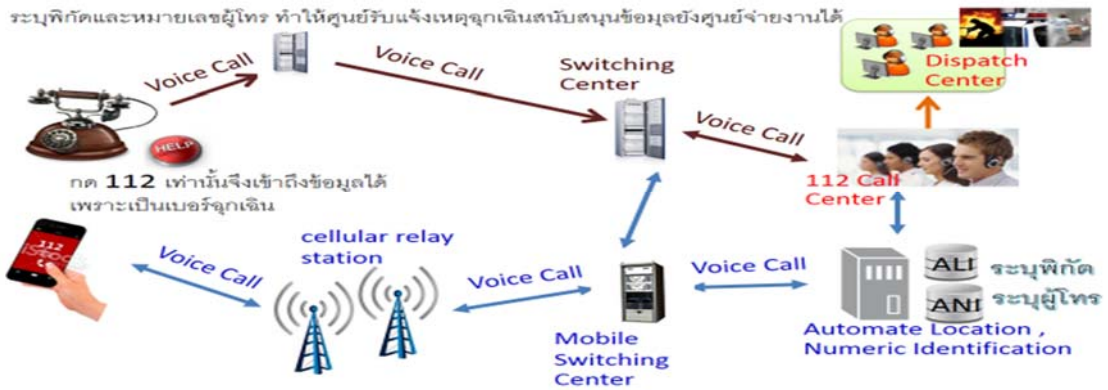 ระบุพิกัดและหมายเลขผู้โทร ทำให้ศูนย์รับแจ้งเหตุฉุกเฉินสนับสนุนข้อมูลยังศูนย์จ่ายงานได้
Voice Call
Voice Call
Switching
Center
Dispatch
Center
Voice Call
HELP
กด 112 เท่านั้นจึงเข้าถึงข้อมูลได้
เพราะเป็นเบอร์ฉุกเฉิน
112 Call
Center
112
Voice Call
cellular relay
station
Voice Call
Voice Call
ALI
ระบุพิกัด
ANI
ระบุผู้โทร
Mobile
Switching
Center
Automate Location ,
Numeric Identification